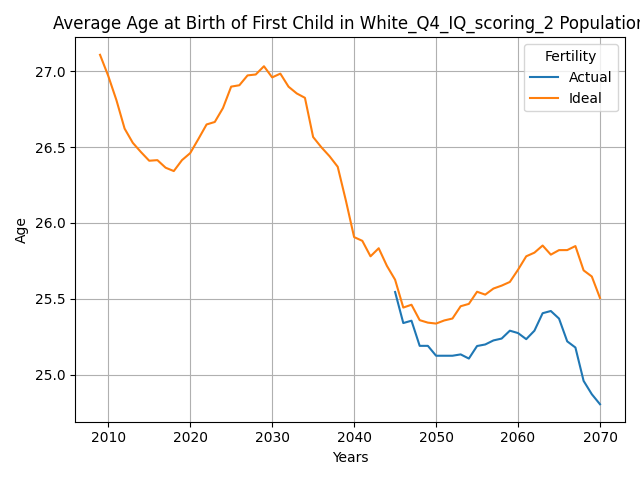 Average Age at Birth of First Child in White_Q4_IQ_scoring_2 Population
Fertility
Actual
Ideal
27.0
26.5
26.0
25.5
25.0
Age
2010 2020 2030 2040 2050 2060 2070
Years